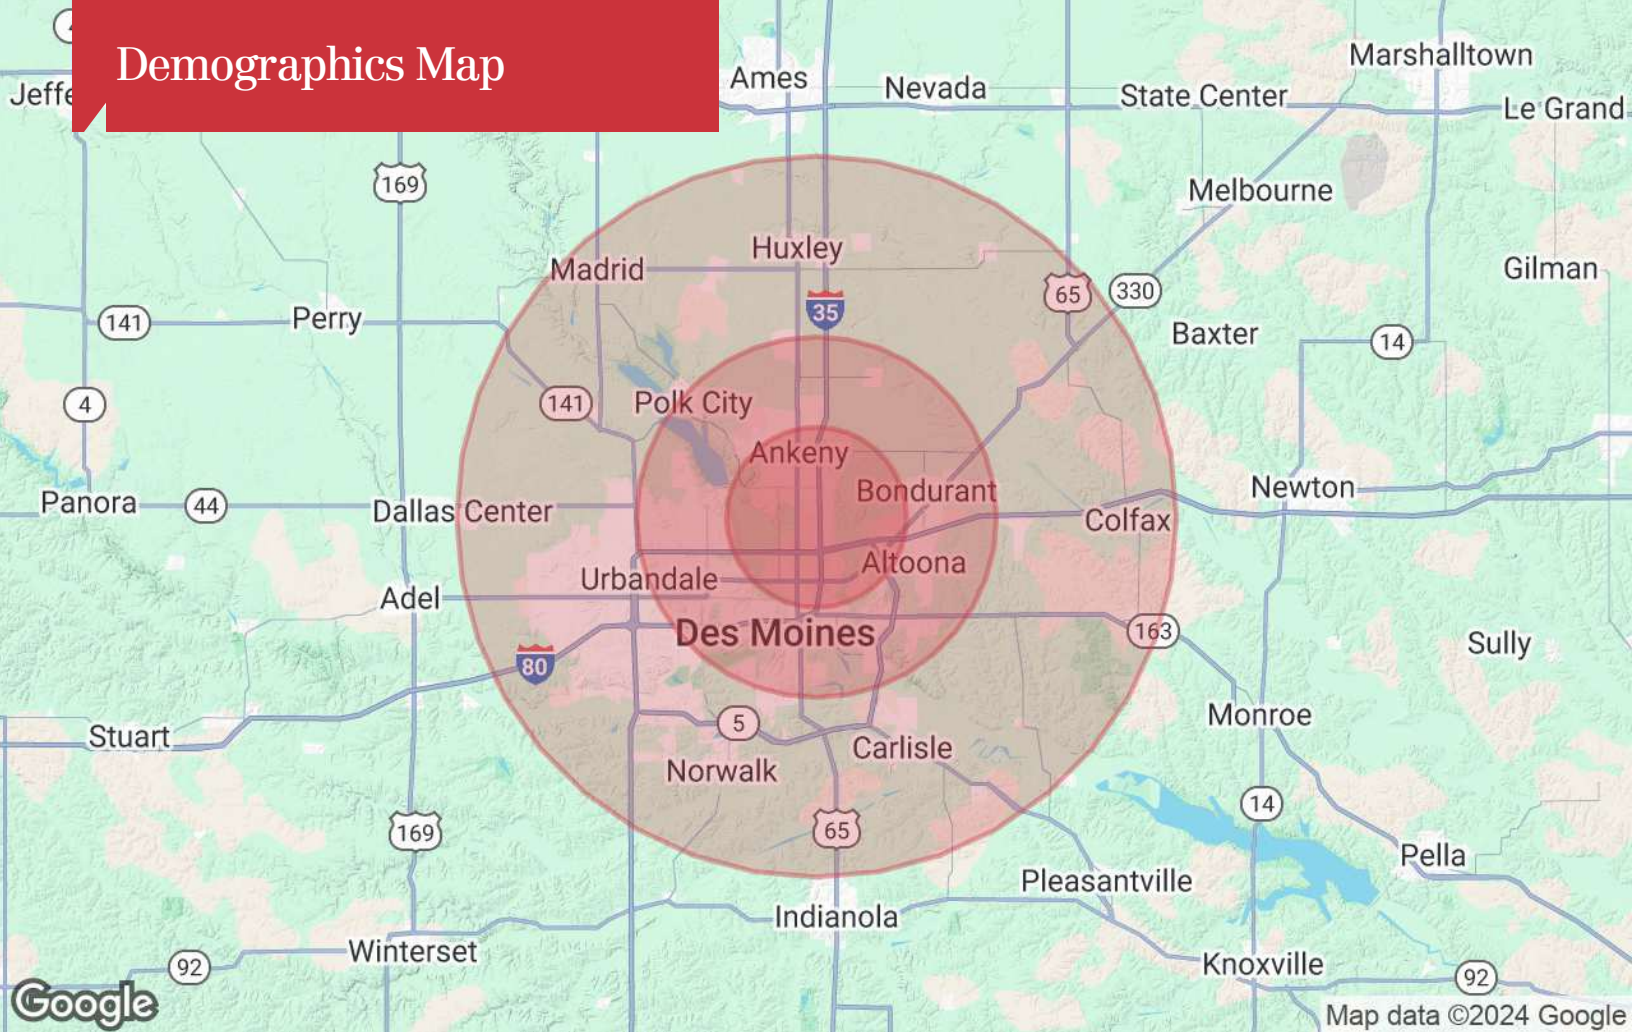 Demographics Map
Ames
Marshalltown
Nevada
State Center
Le Grand
Jeffe
169
Melbourne
Huxley
Madrid
Gilman
65
330
35
141
Perry
Baxter
14
4
141
Polk City
Ankeny
Panora
44
Dallas Center
Bondurant
Newton
Colfax
Altoona
Urbandale
Adel
Des Moines
163
Sully
80
Monroe
5
Stuart
Carlisle
Norwalk
14
169
65
Pella
Pleasantville
Indianola
Winterset
92
Knoxville
92
Google
Map data ©2024 Google